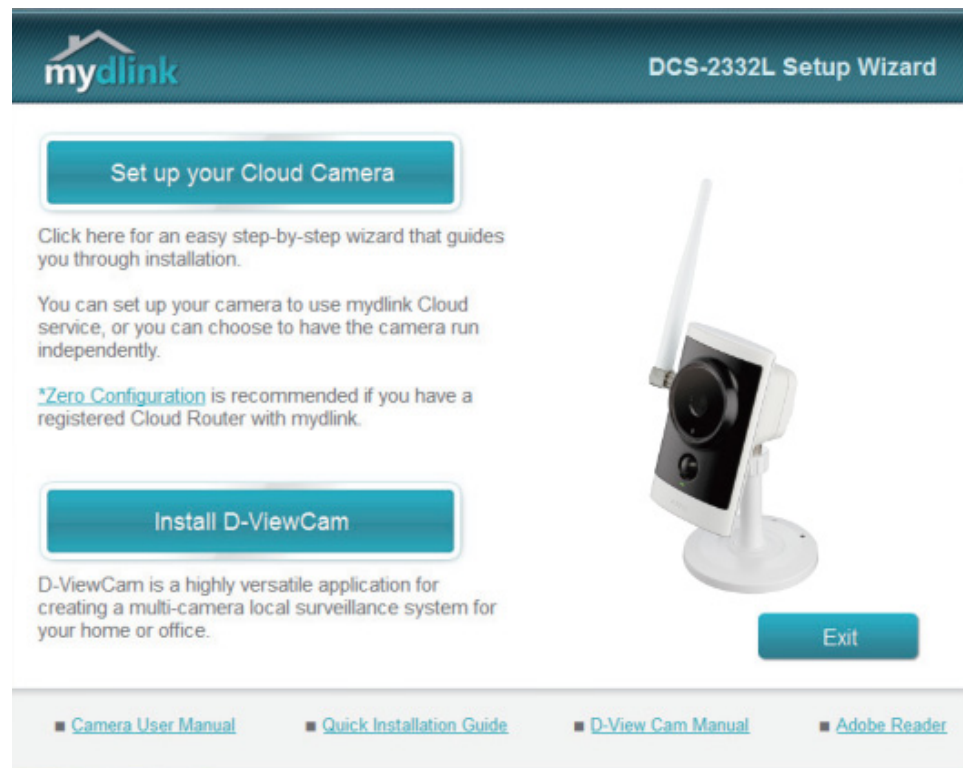 mydlink
DCS-2332L Setup Wizard
Set up your Cloud Camera
Click here for an easy step-by-step wizard that guides
you through installation.
You can set up your camera to use mydlink Cloud
service, or you can choose to have the camera run
independently.
*Zero Configuration is recommended if you have a
registered Cloud Router with mydlink.
Install D-ViewCam
D-ViewCam is a highly versatile application for
creating a multi-camera local surveillance system for
your home or office.
Exit
Camera User Manual
Quick Installation Guide
D-View Cam Manual
Adobe Reader